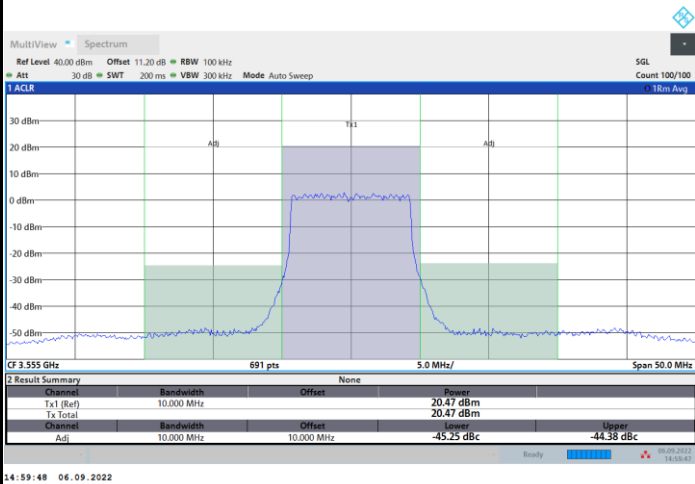 MultiView Spectrum
Ref Level 40.00 dBm Offset 11.20 dB RBW 100 kHz SGL
Att 30 dB SWT 200 ms VBW 300 kHz Mode Auto Sweep Count 100/100
1 ACLR 1Rm Avg
30 dBm
Tx1
20 dBm
Adj Adj
10 dBm
0 dBm
-10 dBm
-20 dBm
-30 dBm
-40 dBm
-50 dBm
CF 3.555 GHz 691 pts 5.0 MHz/ Span 50.0 MHz
2 Result Summary None
Channel Bandwidth Offset Power
Tx1 (Ref) 10.000 MHz 20.47 dBm
Tx Total 20.47 dBm
Channel Bandwidth Offset Lower Upper
Adj 10.000 MHz 10.000 MHz -45.25 dBc -44.38 dBc
Ready 06.09.2022
14:59:47
14:59:48 06.09.2022